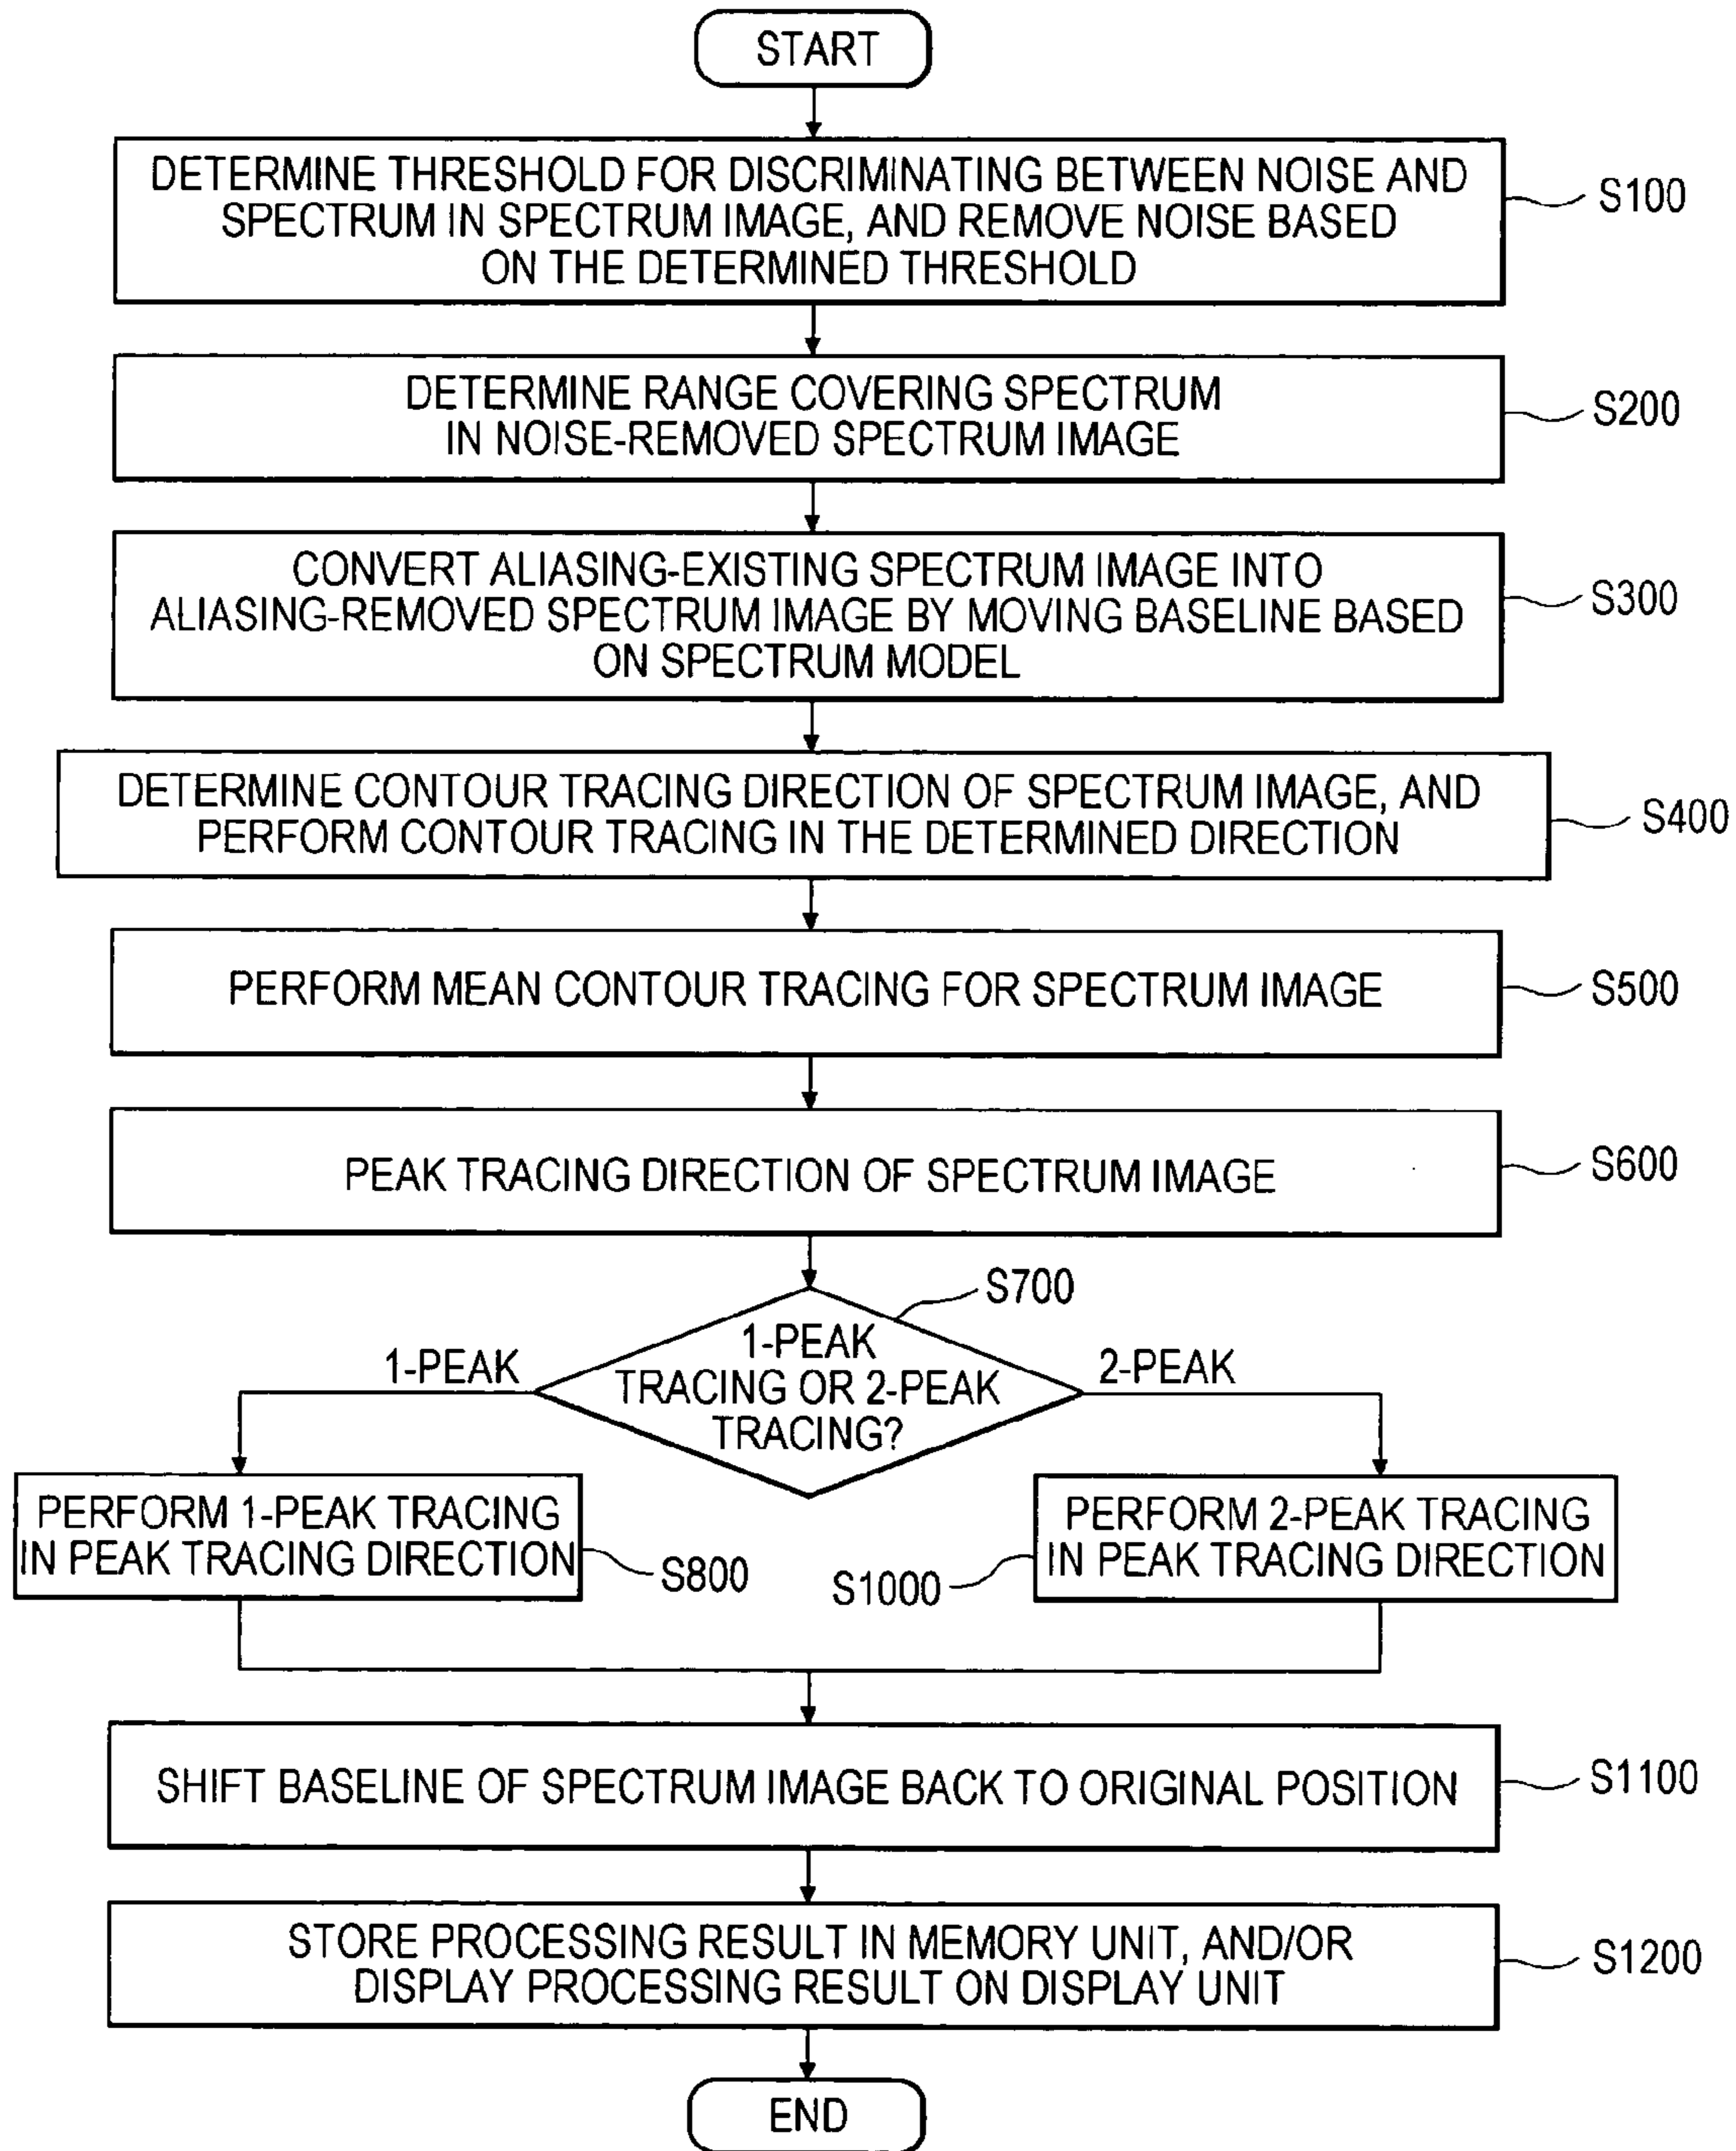 START
DETERMINE THRESHOLD FOR DISCRIMINATING BETWEEN NOISE AND
SPECTRUM IN SPECTRUM IMAGE, AND REMOVE NOISE BASED
ON THE DETERMINED THRESHOLD
S100
DETERMINE RANGE COVERING SPECTRUM
IN NOISE-REMOVED SPECTRUM IMAGE
S200
CONVERT ALIASING-EXISTING SPECTRUM IMAGE INTO
ALIASING-REMOVED SPECTRUM IMAGE BY MOVING BASELINE BASED
ON SPECTRUM MODEL
S300
DETERMINE CONTOUR TRACING DIRECTION OF SPECTRUM IMAGE, AND
PERFORM CONTOUR TRACING IN THE DETERMINED DIRECTION
S400
PERFORM MEAN CONTOUR TRACING FOR SPECTRUM IMAGE
S500
PEAK TRACING DIRECTION OF SPECTRUM IMAGE
S600
S700
1-PEAK
TRACING OR 2-PEAK
TRACING?
1-PEAK
2-PEAK
PERFORM 1-PEAK TRACING
IN PEAK TRACING DIRECTION
S800
S1000
PERFORM 2-PEAK TRACING
IN PEAK TRACING DIRECTION
SHIFT BASELINE OF SPECTRUM IMAGE BACK TO ORIGINAL POSITION
S1100
STORE PROCESSING RESULT IN MEMORY UNIT, AND/OR
DISPLAY PROCESSING RESULT ON DISPLAY UNIT
S1200
END